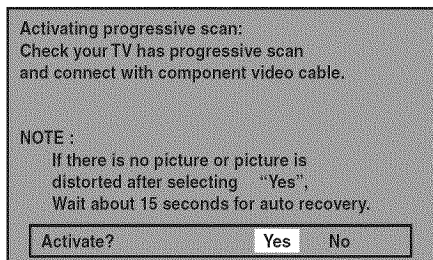 Activating progressive scan:
Check your TV has progressive scan
and connect with component video cable.
NOTE :
If there is no picture or picture is
distorted after selecting “Yes”,
Wait about 15 seconds for auto recovery.
Activate? Yes No